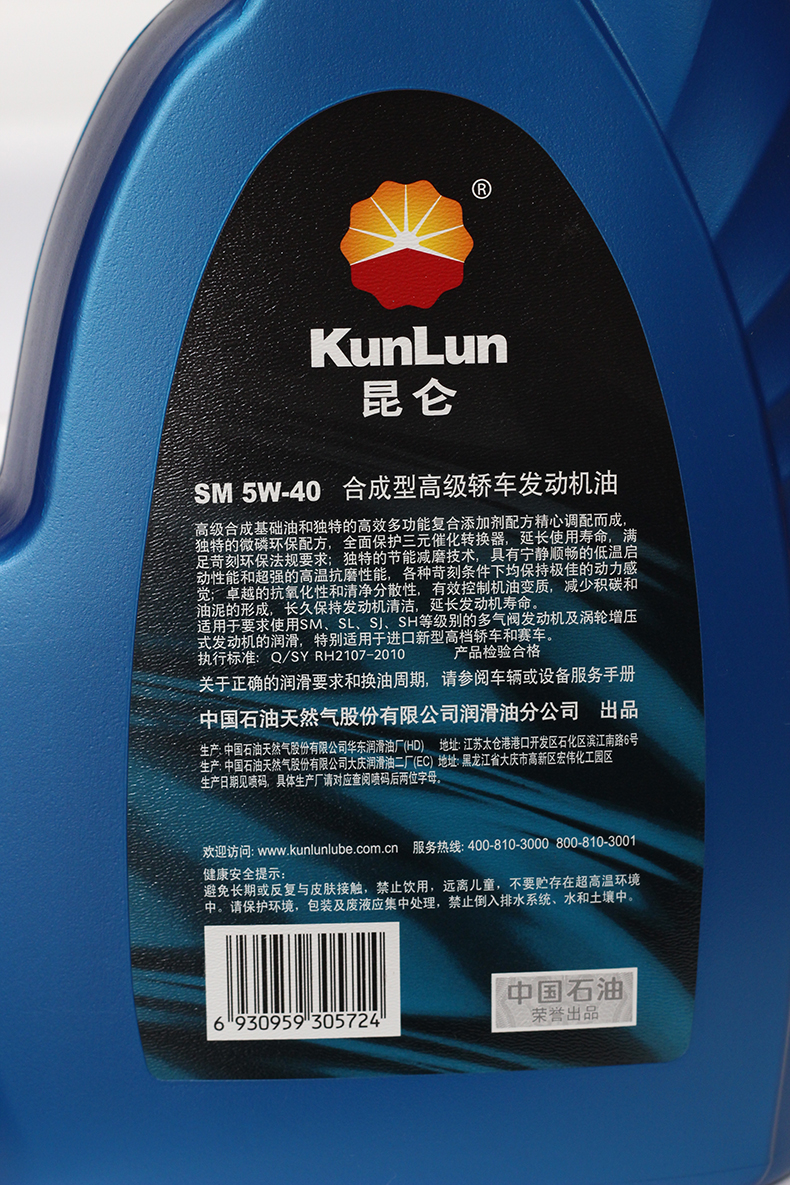 ®
KunLun
昆仑
SM 5W-40 合成型高级轿车发动机油
高级合成基础油和独特的高效多功能复合添加剂配方精心调配而成，
独特的微磷环保配方，全面保护三元催化转换器，延长使用寿命，满
足苛刻环保法规要求；独特的节能减磨技术，具有宁静顺畅的低温启
动性能和超强的高温抗磨性能，各种苛刻条件下均保持极佳的动力感
觉；卓越的抗氧化性和清净分散性，有效控制机油变质，减少积碳和
油泥的形成，长久保持发动机清洁，延长发动机寿命。
适用于要求使用SM、SL、SJ、SH等级别的多气阀发动机及涡轮增压
式发动机的润滑，特别适用于进口新型高档轿车和赛车。
执行标准：Q/SY RH2107-2010 产品检验合格
关于正确的润滑要求和换油周期，请参阅车辆或设备服务手册
中国石油天然气股份有限公司润滑油分公司 出品
生产：中国石油天然气股份有限公司华东润滑油厂(HD) 地址：江苏太仓港港口开发区石化区滨江南路6号
生产：中国石油天然气股份有限公司大庆润滑油二厂(EC) 地址：黑龙江省大庆市高新区宏伟化工园区
生产日期见喷码，具体生产厂请对应查阅喷码后两位字母。
欢迎访问：www.kunlunlube.com.cn 服务热线：400-810-3000 800-810-3001
健康安全提示：
避免长期或反复与皮肤接触，禁止饮用，远离儿童，不要贮存在超高温环境
中。请保护环境，包装及废液应集中处理，禁止倒入排水系统、水和土壤中。
6 930959 305724
中国石油
荣誉出品